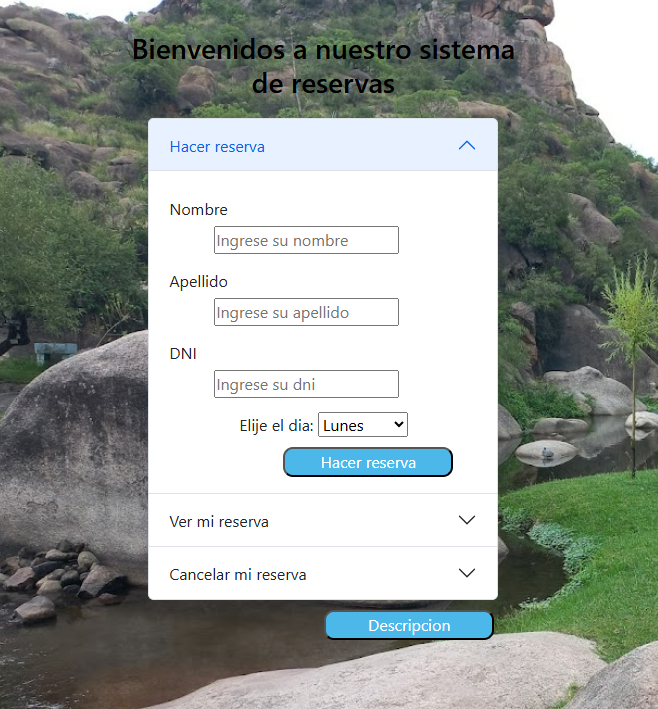 Bienvenidos a nuestro sistema
de reservas
Hacer reserva
Nombre
Ingrese su nombre
Apellido
Ingrese su apellido
DNI
Ingrese su dni
Elije el dia: Lunes
Hacer reserva
Ver mi reserva
Cancelar mi reserva
Descripcion